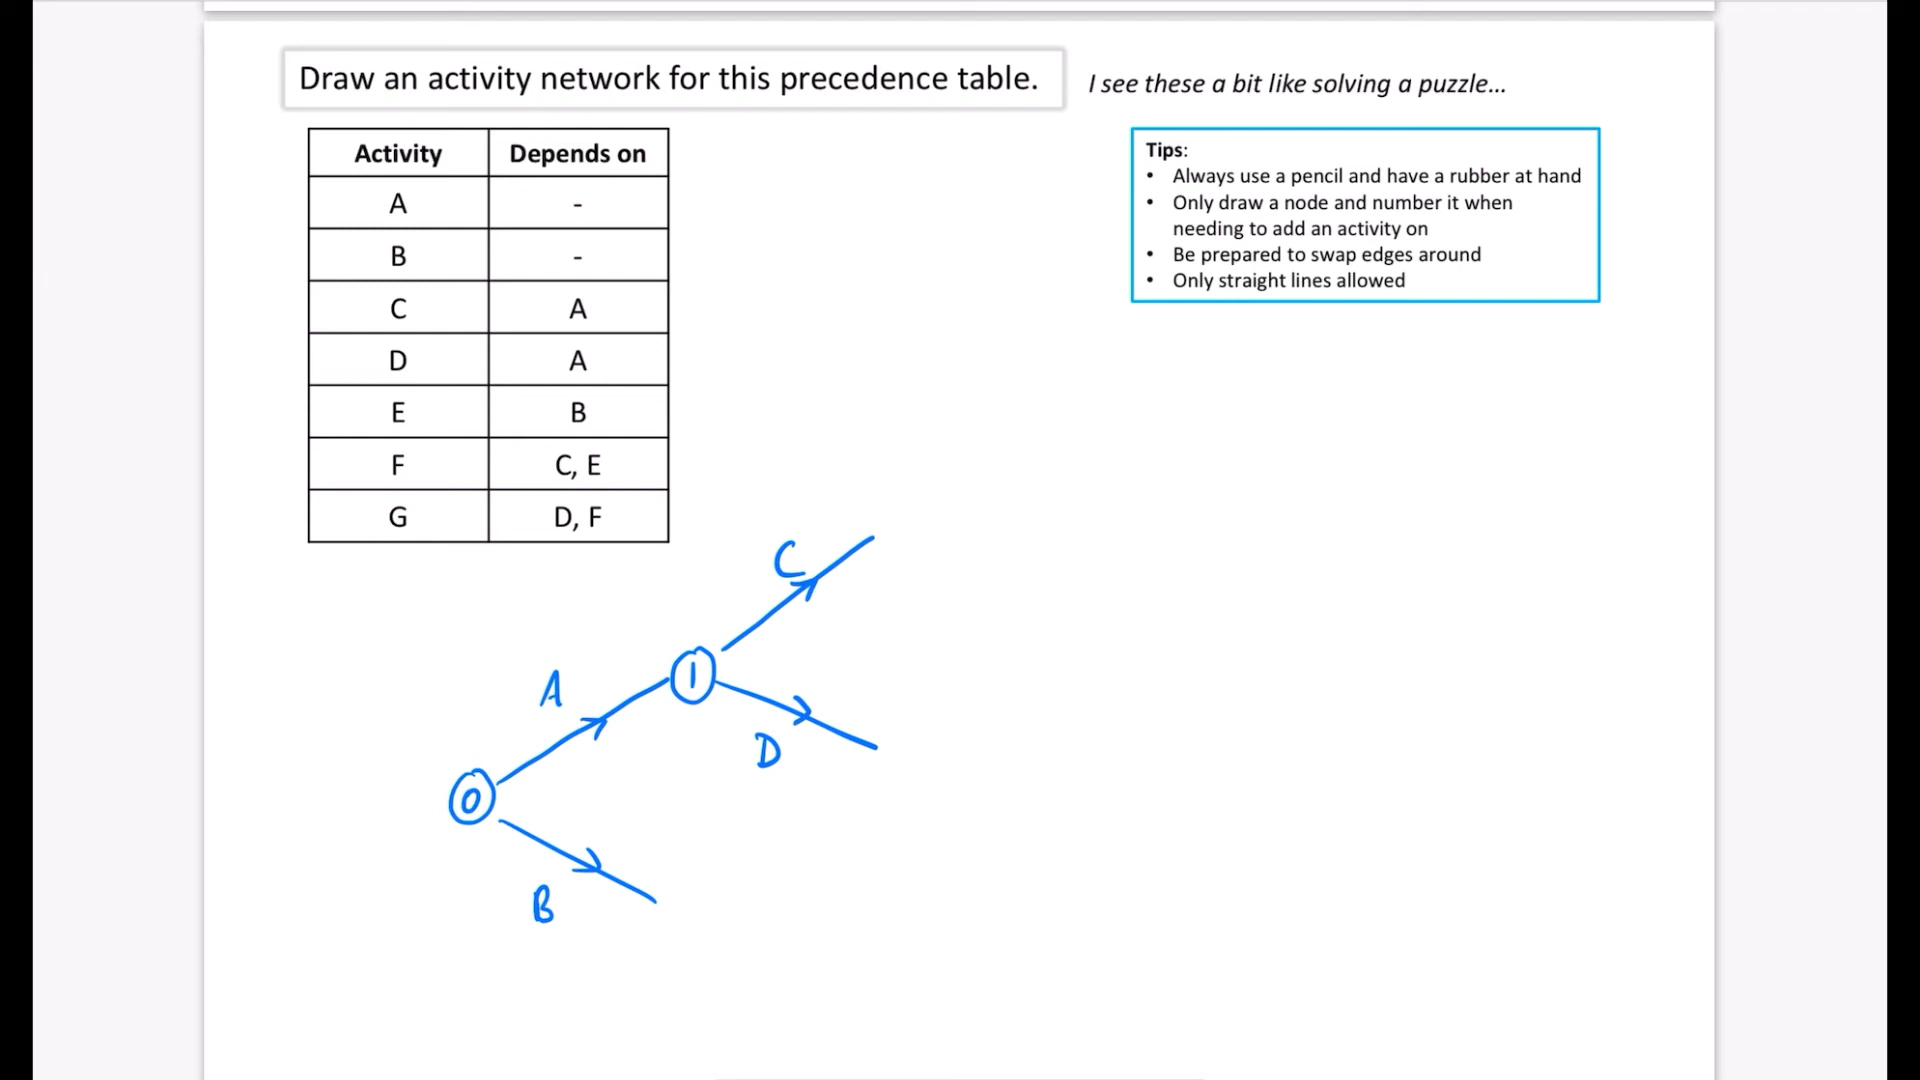 Draw an activity network for this precedence table.
I see these a bit like solving a puzzle...
Activity Depends on
A -
B -
C A
D A
E B
F C, E
G D, F
Tips:
• Always use a pencil and have a rubber at hand
• Only draw a node and number it when
needing to add an activity on
• Be prepared to swap edges around
• Only straight lines allowed
C
A
1
D
0
B